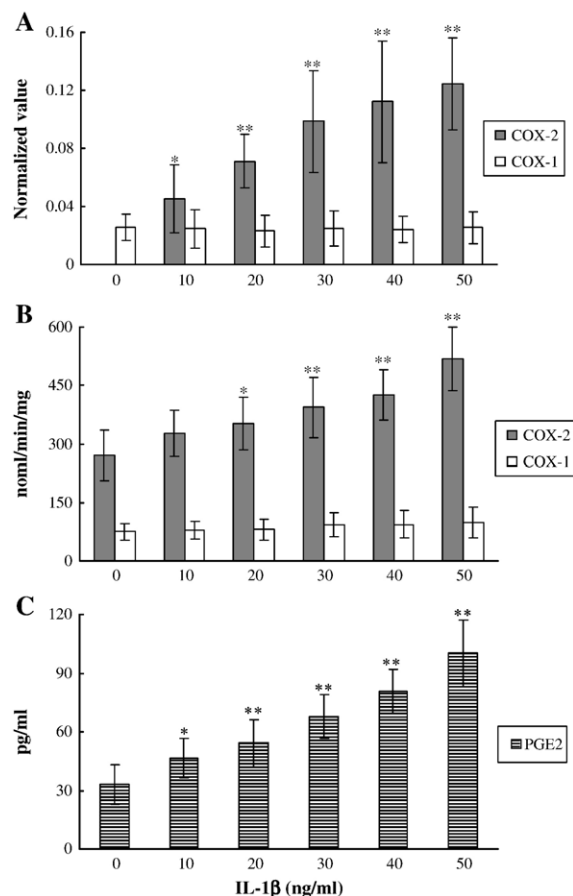 A
Normalized value
0.16
0.12
0.08
0.04
0
* ** ** ** **
COX-2
COX-1
0 10 20 30 40 50
B
noml/min/mg
600
450
300
150
0
* ** ** **
COX-2
COX-1
0 10 20 30 40 50
C
pg/ml
120
90
60
30
0
* ** ** ** **
PGE2
0 10 20 30 40 50
IL-1β (ng/ml)